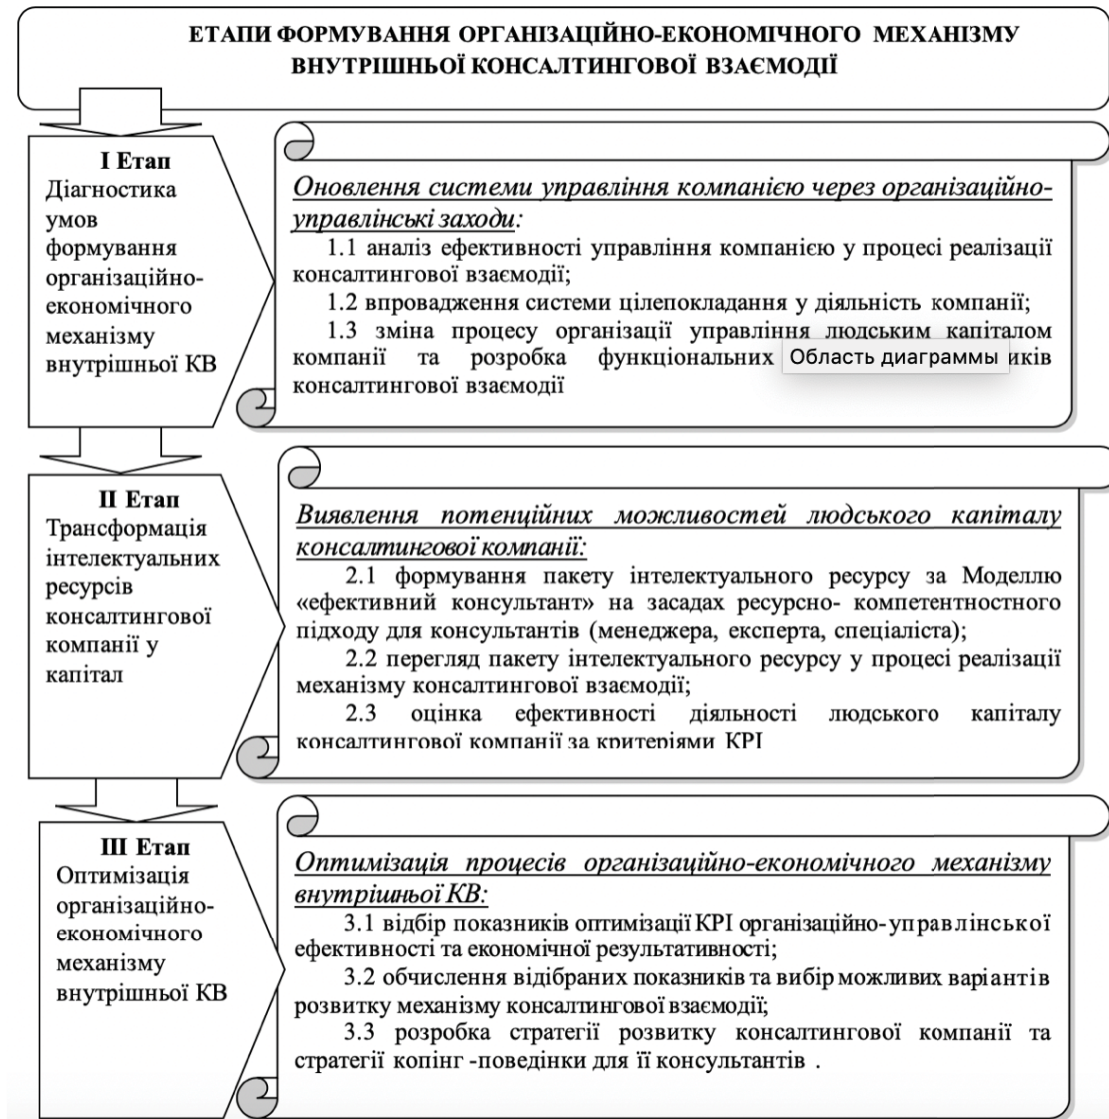 ЕТАПИ ФОРМУВАННЯ ОРГАНІЗАЦІЙНО-ЕКОНОМІЧНОГО МЕХАНІЗМУ
ВНУТРІШНЬОЇ КОНСАЛТИНГОВОЇ ВЗАЄМОДІЇ
І Етап
Діагностика
умов
формування
організаційно-
економічного
механізму
внутрішньої КВ
Оновлення системи управління компанією через організаційно-
управлінські заходи:
1.1 аналіз ефективності управління компанією у процесі реалізації
консалтингової взаємодії;
1.2 впровадження системи цілепокладання у діяльність компанії;
1.3 зміна процесу організації управління людським капіталом
компанії та розробка функціональних
Область диаграммы
консалтингової взаємодії
ІІ Етап
Трансформація
інтелектуальних
ресурсів
консалтингової
компанії у
капітал
Виявлення потенційних можливостей людського капіталу
консалтингової компанії:
2.1 формування пакету інтелектуального ресурсу за Моделлю
«ефективний консультант» на засадах ресурсно- компетентностного
підходу для консультантів (менеджера, експерта, спеціаліста);
2.2 перегляд пакету інтелектуального ресурсу у процесі реалізації
механізму консалтингової взаємодії;
2.3 оцінка ефективності діяльності людського капіталу
консалтингової компанії за критеріями КРІ
ІІІ Етап
Оптимізація
організаційно-
економічного
механізму
внутрішньої КВ
Оптимізація процесів організаційно-економічного механізму
внутрішньої КВ:
3.1 відбір показників оптимізації КРІ організаційно-управлінської
ефективності та економічної результативності;
3.2 обчислення відібраних показників та вибір можливих варіантів
розвитку механізму консалтингової взаємодії;
3.3 розробка стратегії розвитку консалтингової компанії та
стратегії копінг -поведінки для її консультантів .